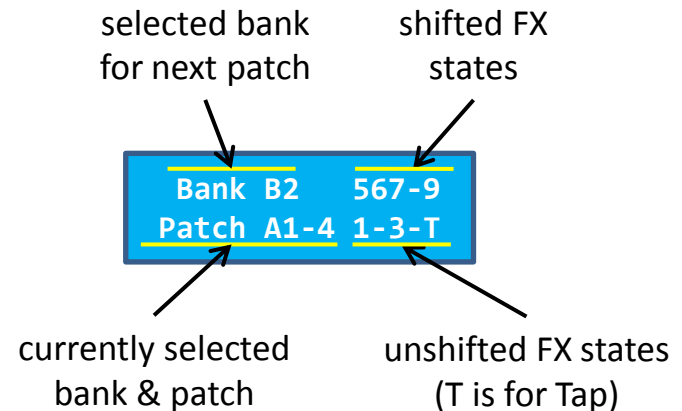 selected bank
for next patch
shifted FX
states
Bank B2 567-9
Patch A1-4 1-3-T
currently selected
bank & patch
unshifted FX states
(T is for Tap)